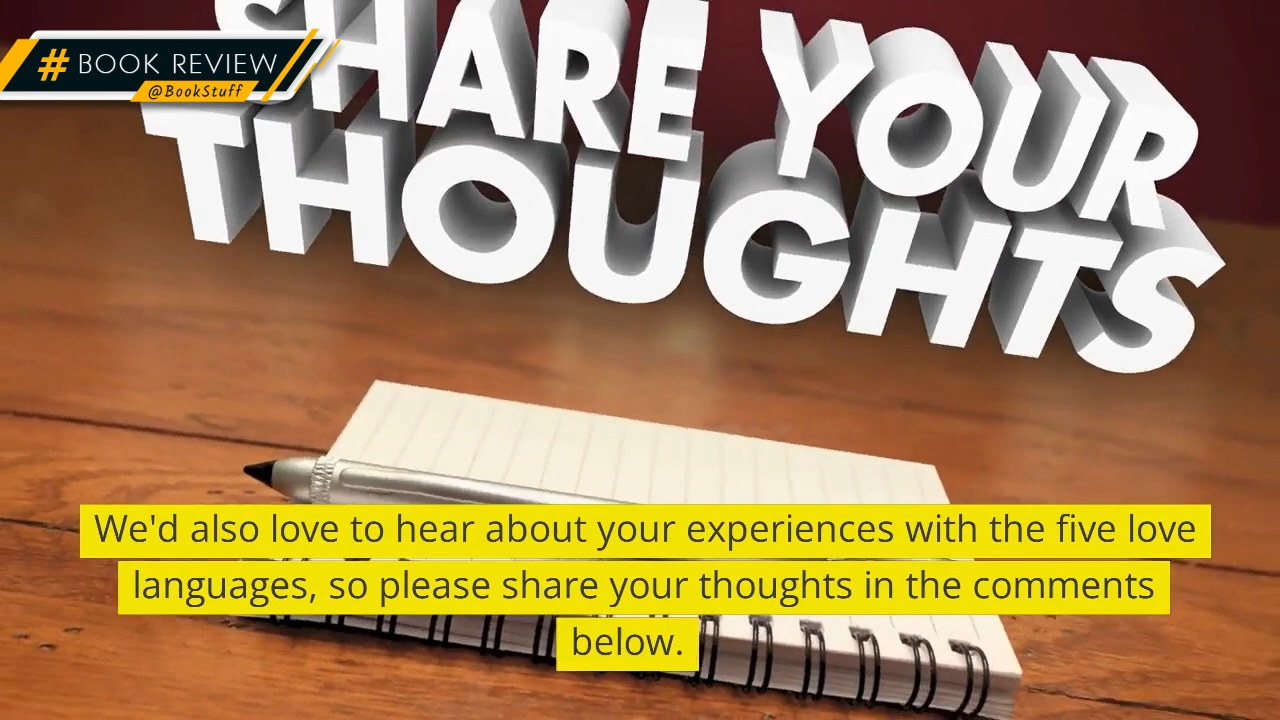 SHARE YOUR
THOUGHTS
# BOOK REVIEW
@BookStuff
We'd also love to hear about your experiences with the five love
languages, so please share your thoughts in the comments
below.